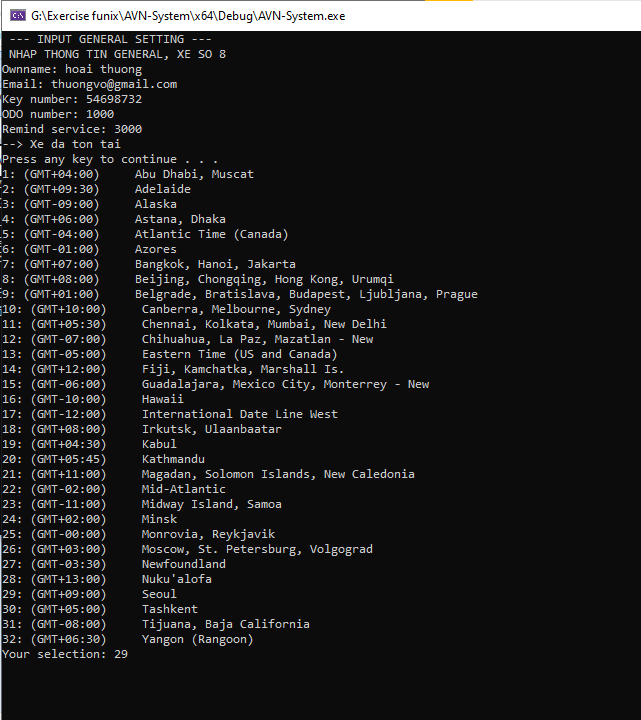 G:\Exercise funix\AVN-System\x64\Debug\AVN-System.exe
--- INPUT GENERAL SETTING ---
NHAP THONG TIN GENERAL, XE SO 8
Ownname: hoai thuong
Email: thuongvo@gmail.com
Key number: 54698732
ODO number: 1000
Remind service: 3000
--> Xe da ton tai
Press any key to continue . . .
1: (GMT+04:00) Abu Dhabi, Muscat
2: (GMT+09:30) Adelaide
3: (GMT-09:00) Alaska
4: (GMT+06:00) Astana, Dhaka
5: (GMT-04:00) Atlantic Time (Canada)
6: (GMT-01:00) Azores
7: (GMT+07:00) Bangkok, Hanoi, Jakarta
8: (GMT+08:00) Beijing, Chongqing, Hong Kong, Urumqi
9: (GMT+01:00) Belgrade, Bratislava, Budapest, Ljubljana, Prague
10: (GMT+10:00) Canberra, Melbourne, Sydney
11: (GMT+05:30) Chennai, Kolkata, Mumbai, New Delhi
12: (GMT-07:00) Chihuahua, La Paz, Mazatlan - New
13: (GMT-05:00) Eastern Time (US and Canada)
14: (GMT+12:00) Fiji, Kamchatka, Marshall Is.
15: (GMT-06:00) Guadalajara, Mexico City, Monterrey - New
16: (GMT-10:00) Hawaii
17: (GMT-12:00) International Date Line West
18: (GMT+08:00) Irkutsk, Ulaanbaatar
19: (GMT+04:30) Kabul
20: (GMT+05:45) Kathmandu
21: (GMT+11:00) Magadan, Solomon Islands, New Caledonia
22: (GMT-02:00) Mid-Atlantic
23: (GMT-11:00) Midway Island, Samoa
24: (GMT+02:00) Minsk
25: (GMT-00:00) Monrovia, Reykjavik
26: (GMT+03:00) Moscow, St. Petersburg, Volgograd
27: (GMT-03:30) Newfoundland
28: (GMT+13:00) Nuku'alofa
29: (GMT+09:00) Seoul
30: (GMT+05:00) Tashkent
31: (GMT-08:00) Tijuana, Baja California
32: (GMT+06:30) Yangon (Rangoon)
Your selection: 29